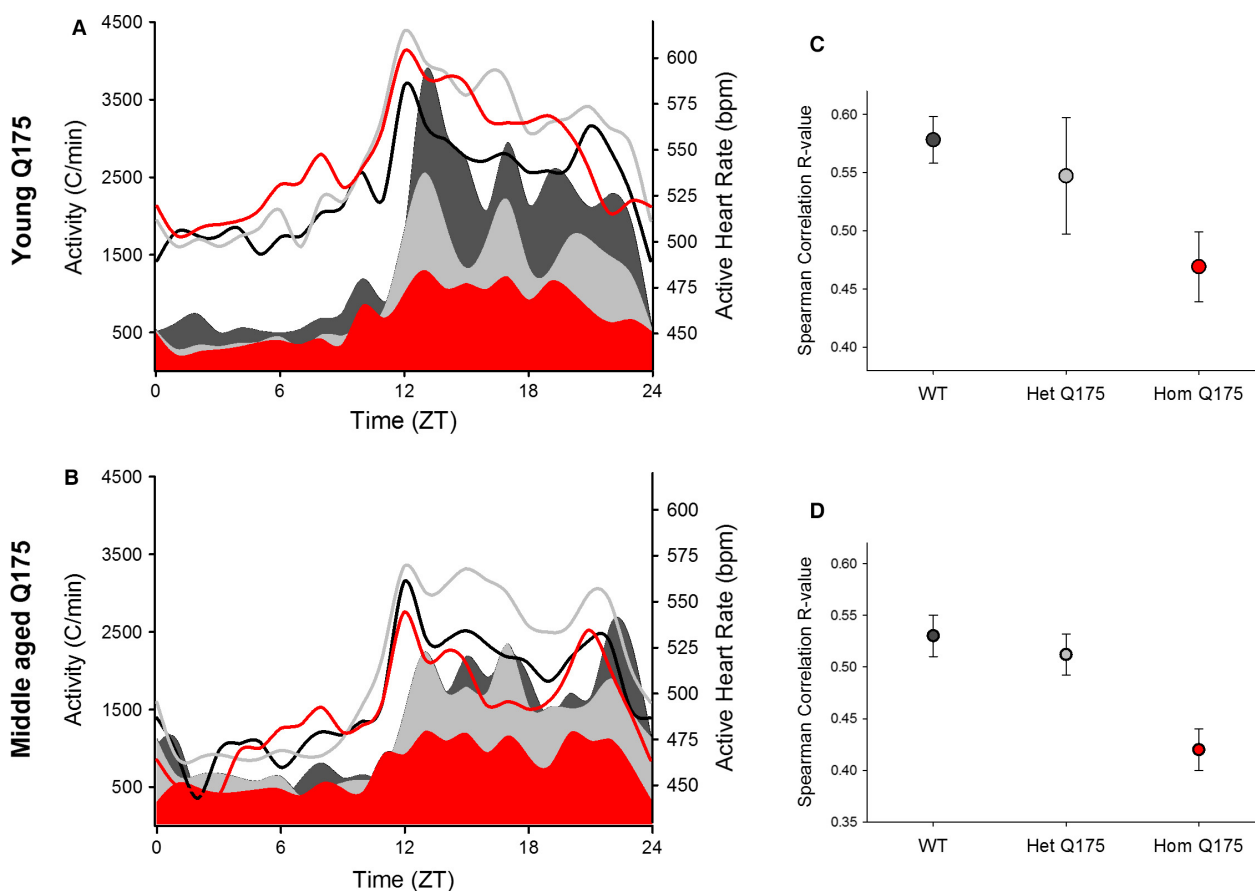 A
Young Q175
Activity (C/min)
4500
3500
2500
1500
500
600
575
550
525
500
475
450
Active Heart Rate (bpm)
0 6 12 18 24
Time (ZT)
C
Spearman Correlation R-value
0.60
0.55
0.50
0.45
0.40
WT Het Q175 Hom Q175
B
Middle aged Q175
Activity (C/min)
4500
3500
2500
1500
500
600
575
550
525
500
475
450
Active Heart Rate (bpm)
0 6 12 18 24
Time (ZT)
D
Spearman Correlation R-value
0.60
0.55
0.50
0.45
0.40
0.35
WT Het Q175 Hom Q175